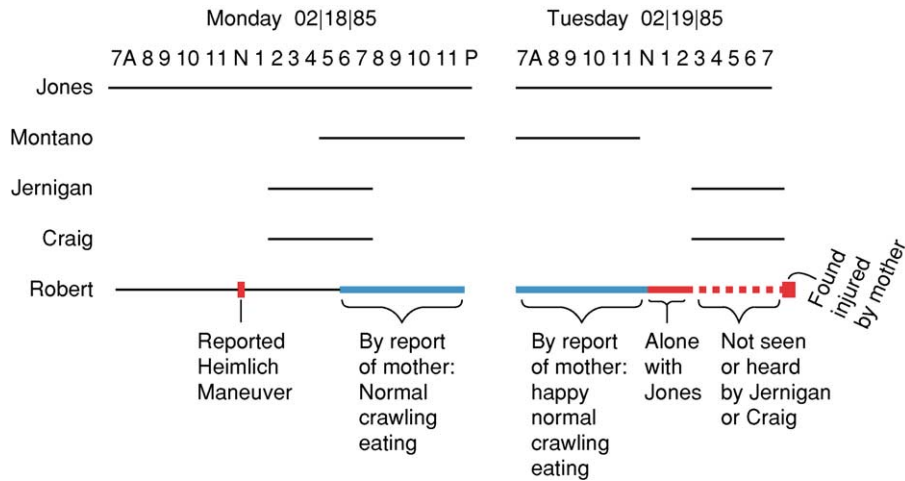 Monday 02|18|85 Tuesday 02|19|85
7A 8 9 10 11 N 1 2 3 4 5 6 7 8 9 10 11 P 7A 8 9 10 11 N 1 2 3 4 5 6 7
Jones
Montano
Jernigan
Craig
Robert
Reported
Heimlich
Maneuver
By report
of mother:
Normal
crawling
eating
By report
of mother:
happy
normal
crawling
eating
Alone
with
Jones
Not seen
or heard
by Jernigan
or Craig
Found
injured
by mother